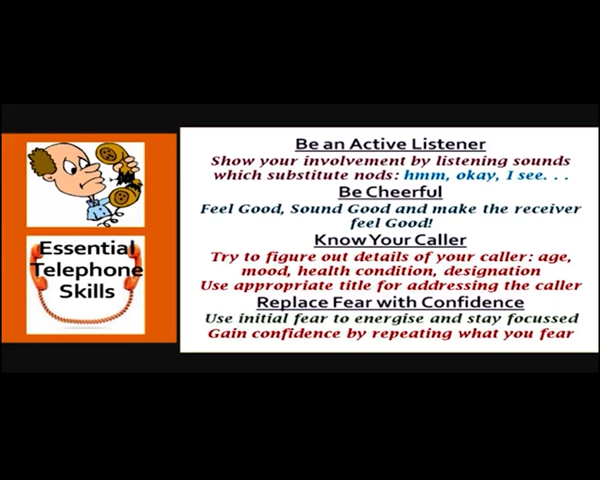 Essential
Telephone
Skills
Be an Active Listener
Show your involvement by listening sounds
which substitute nods: hmm, okay, I see. . .
Be Cheerful
Feel Good, Sound Good and make the receiver
feel Good!
Know Your Caller
Try to figure out details of your caller: age,
mood, health condition, designation
Use appropriate title for addressing the caller
Replace Fear with Confidence
Use initial fear to energise and stay focussed
Gain confidence by repeating what you fear